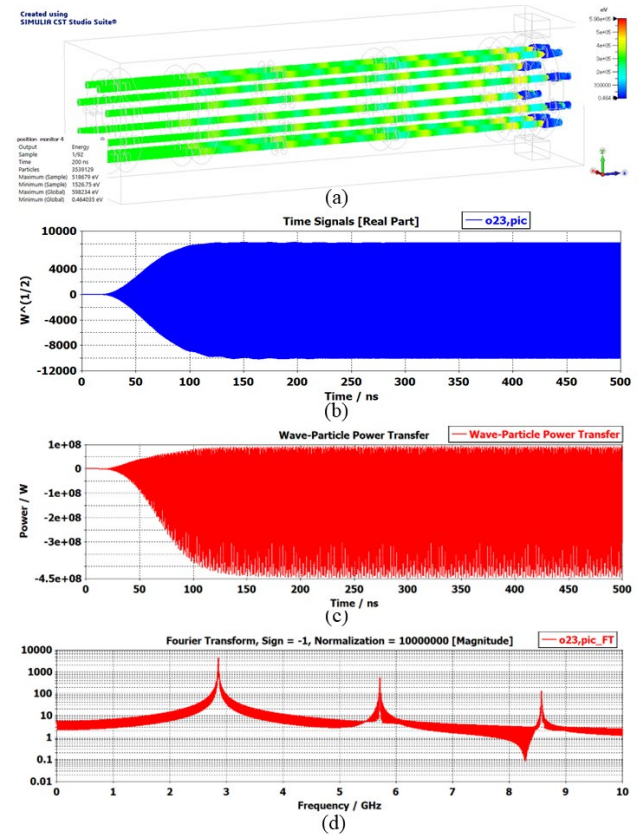 Created using
SIMULIA CST Studio Suite®
eV
5.98e+05
5e+05
4e+05
3e+05
2e+05
100000
0.464
position monitor 4
Output Energy
Sample 1/92
Time 200 ns
Particles 3539129
Maximum (Sample) 518679 eV
Minimum (Sample) 1526.75 eV
Maximum (Global) 598234 eV
Minimum (Global) 0.464033 eV
(a)
Time Signals [Real Part]
o23,pic
10000
8000
4000
0
-4000
-8000
-12000
W^(1/2)
0 50 100 150 200 250 300 350 400 450 500
Time / ns
(b)
Wave-Particle Power Transfer
Wave-Particle Power Transfer
1e+08
0
-1e+08
-2e+08
-3e+08
-4.5e+08
Power / W
0 50 100 150 200 250 300 350 400 450 500
Time / ns
(c)
Fourier Transform, Sign = -1, Normalization = 10000000 [Magnitude]
o23,pic_FT
10000
1000
100
10
1
0.1
0.01
0 1 2 3 4 5 6 7 8 9 10
Frequency / GHz
(d)